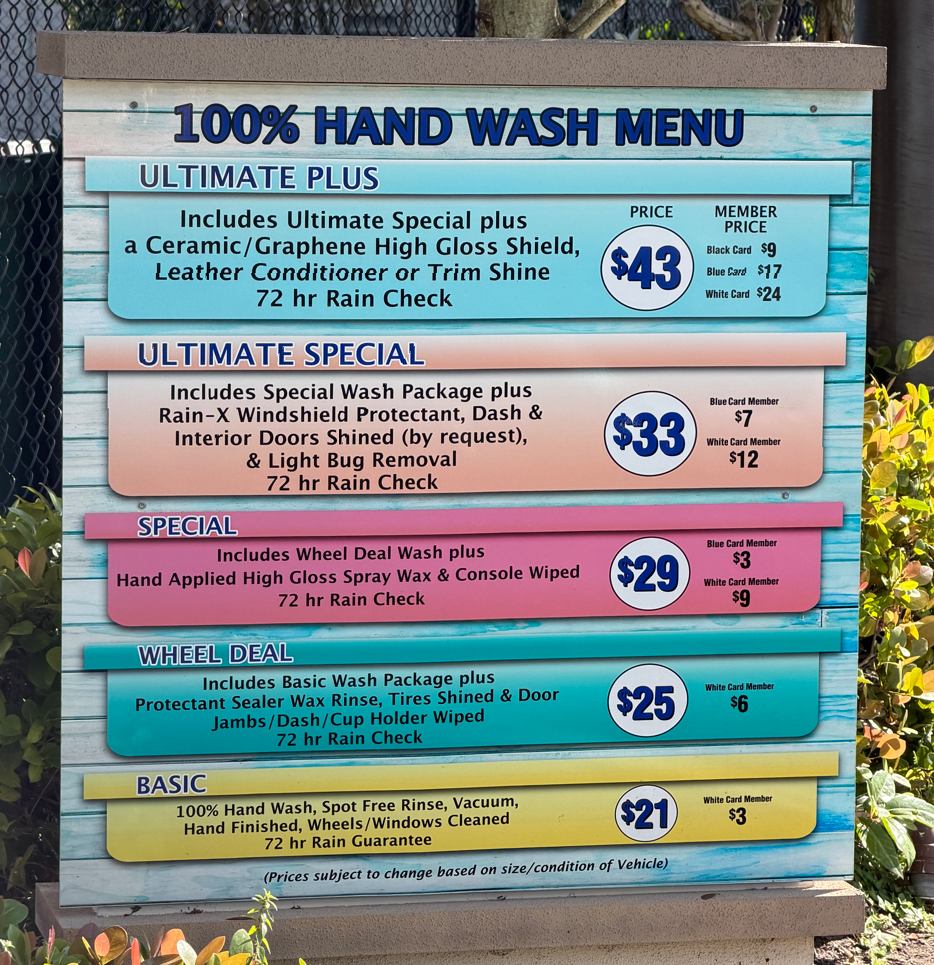 100% HAND WASH MENU
ULTIMATE PLUS
Includes Ultimate Special plus
a Ceramic/Graphene High Gloss Shield,
Leather Conditioner or Trim Shine
72 hr Rain Check
PRICE
$43
MEMBER
PRICE
Black Card $9
Blue Card $17
White Card $24
ULTIMATE SPECIAL
Includes Special Wash Package plus
Rain-X Windshield Protectant, Dash &
Interior Doors Shined (by request),
& Light Bug Removal
72 hr Rain Check
$33
Blue Card Member
$7
White Card Member
$12
SPECIAL
Includes Wheel Deal Wash plus
Hand Applied High Gloss Spray Wax & Console Wiped
72 hr Rain Check
$29
Blue Card Member
$3
White Card Member
$9
WHEEL DEAL
Includes Basic Wash Package plus
Protectant Sealer Wax Rinse, Tires Shined & Door
Jambs/Dash/Cup Holder Wiped
72 hr Rain Check
$25
White Card Member
$6
BASIC
100% Hand Wash, Spot Free Rinse, Vacuum,
Hand Finished, Wheels/Windows Cleaned
72 hr Rain Guarantee
$21
White Card Member
$3
(Prices subject to change based on size/condition of Vehicle)